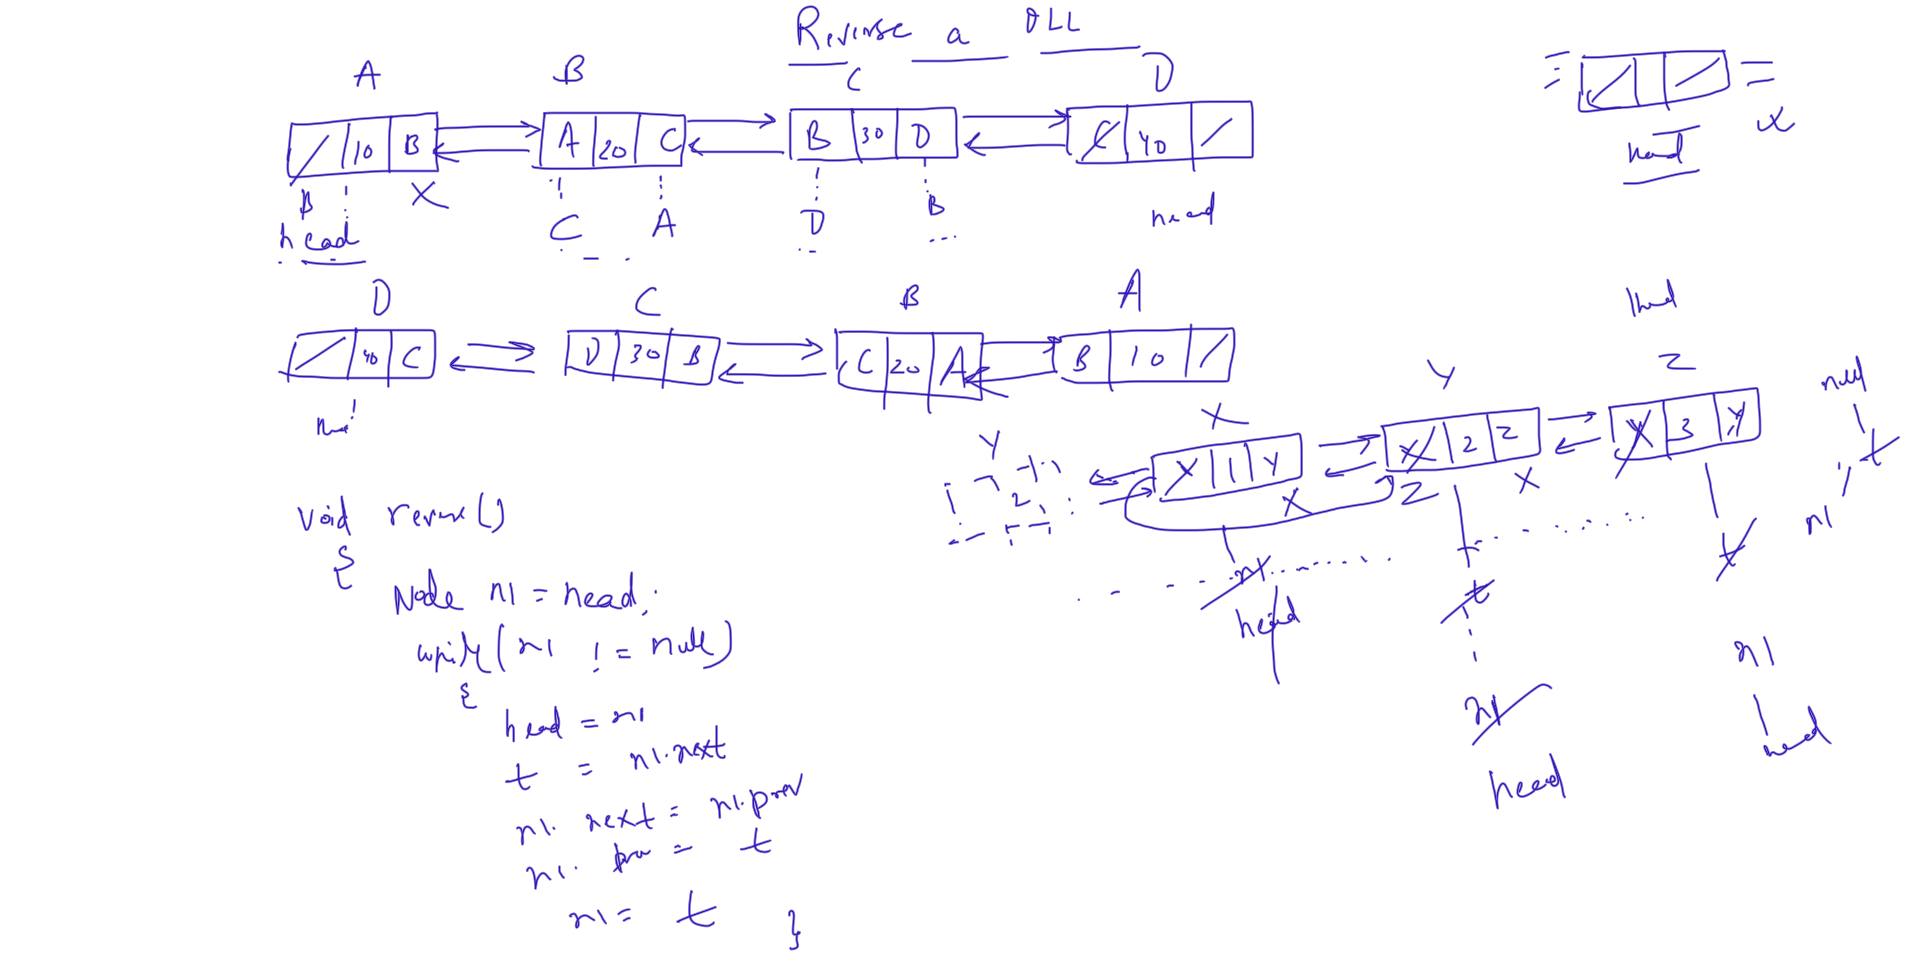 Reverse a DLL
A B C D
/ 10 B A 20 C B 30 D C 40 /
B X C A D B
head head head
D C B A
/ 40 C D 30 B C 20 A B 10 /
head
X Y Z
Y X 1 Y X 2 Z X 3 Y null
2 X Z X t
n1 t t n1
head n1 n1
head head
void reverse()
{
Node n1 = head;
while(n1 != null)
{
head = n1
t = n1.next
n1.next = n1.prev
n1.prev = t
n1 = t }